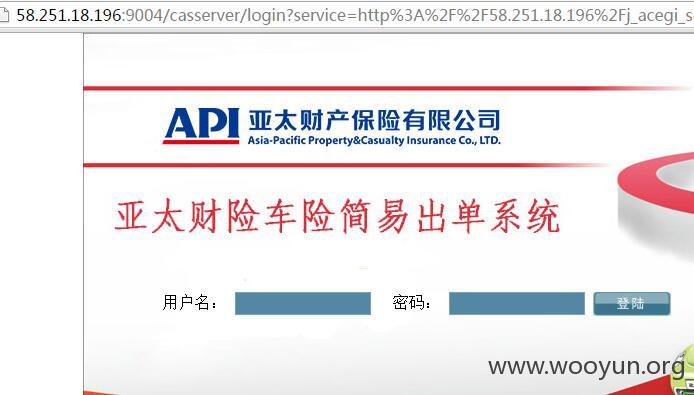 58.251.18.196:9004/casserver/login?service=http%3A%2F%2F58.251.18.196%2Fj_acegi_s
API 亚太财产保险有限公司
Asia-Pacific Property&Casualty Insurance Co., LTD.
亚太财险车险简易出单系统
用户名： 密码： 登陆
www.wooyun.org